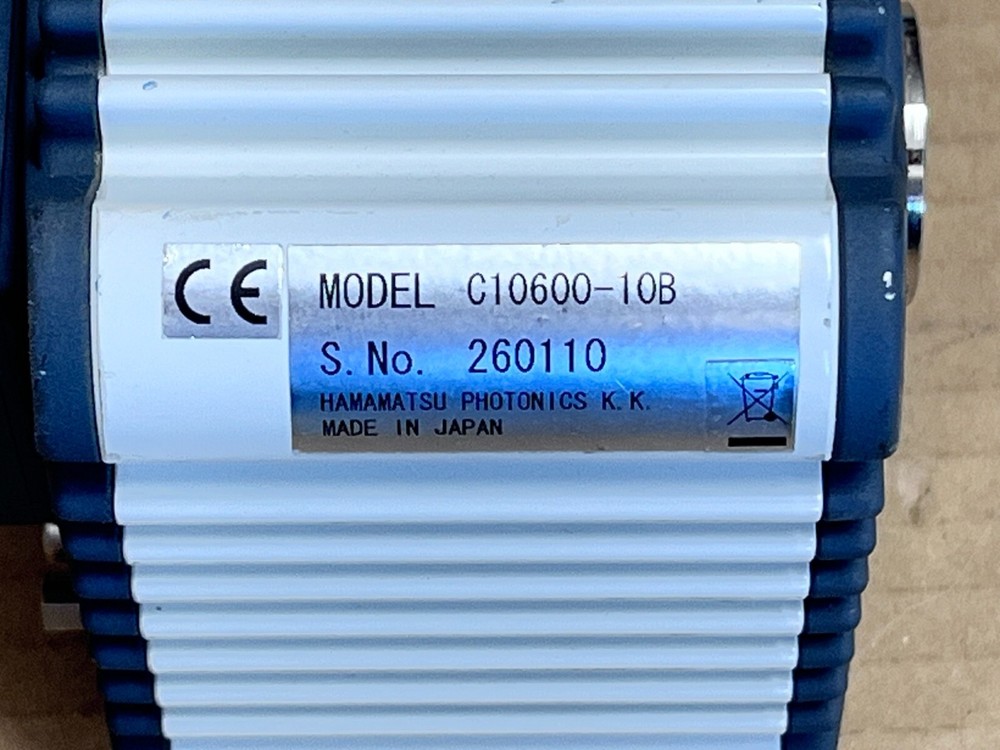 CE
MODEL C10600-10B
S.No. 260110
HAMAMATSU PHOTONICS K.K.
MADE IN JAPAN